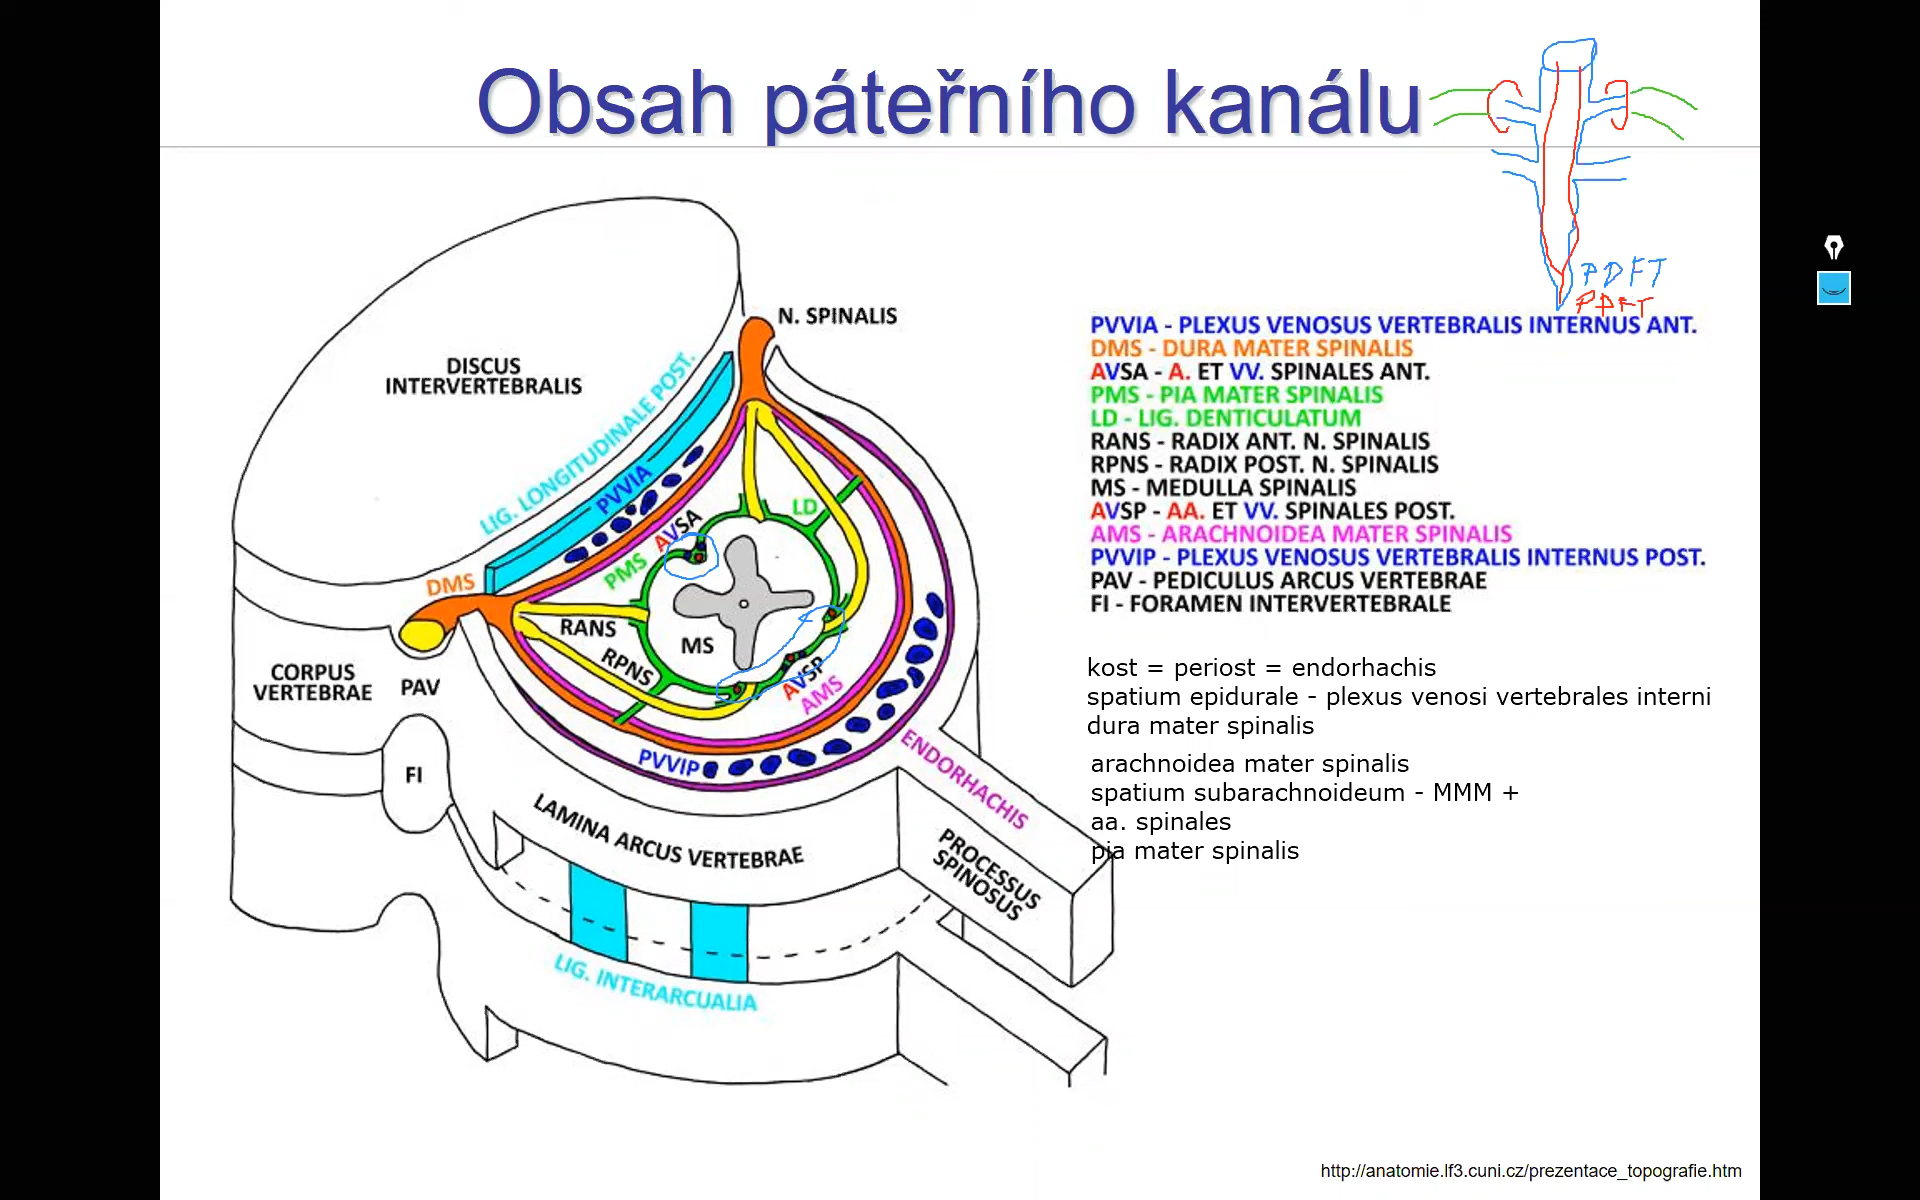 Obsah páteřního kanálu
PDFT
N. SPINALIS
DISCUS
INTERVERTEBRALIS
LIG. LONGITUDINALE POST.
PVVIA
AVSA
LD
PMS
DMS
RANS
MS
RPNS
AVSP
AMS
CORPUS
VERTEBRAE
PAV
FI
PVVIP
ENDORHACHIS
LAMINA ARCUS VERTEBRAE
PROCESSUS
SPINOSUS
LIG. INTERARCUALIA
PVVIA - PLEXUS VENOSUS VERTEBRALIS INTERNUS ANT.
DMS - DURA MATER SPINALIS
AVSA - A. ET VV. SPINALES ANT.
PMS - PIA MATER SPINALIS
LD - LIG. DENTICULATUM
RANS - RADIX ANT. N. SPINALIS
RPNS - RADIX POST. N. SPINALIS
MS - MEDULLA SPINALIS
AVSP - AA. ET VV. SPINALES POST.
AMS - ARACHNOIDEA MATER SPINALIS
PVVIP - PLEXUS VENOSUS VERTEBRALIS INTERNUS POST.
PAV - PEDICULUS ARCUS VERTEBRAE
FI - FORAMEN INTERVERTEBRALE
kost = periost = endorhachis
spatium epidurale - plexus venosi vertebrales interni
dura mater spinalis
arachnoidea mater spinalis
spatium subarachnoideum - MMM +
aa. spinales
pia mater spinalis
http://anatomie.lf3.cuni.cz/prezentace_topografie.htm